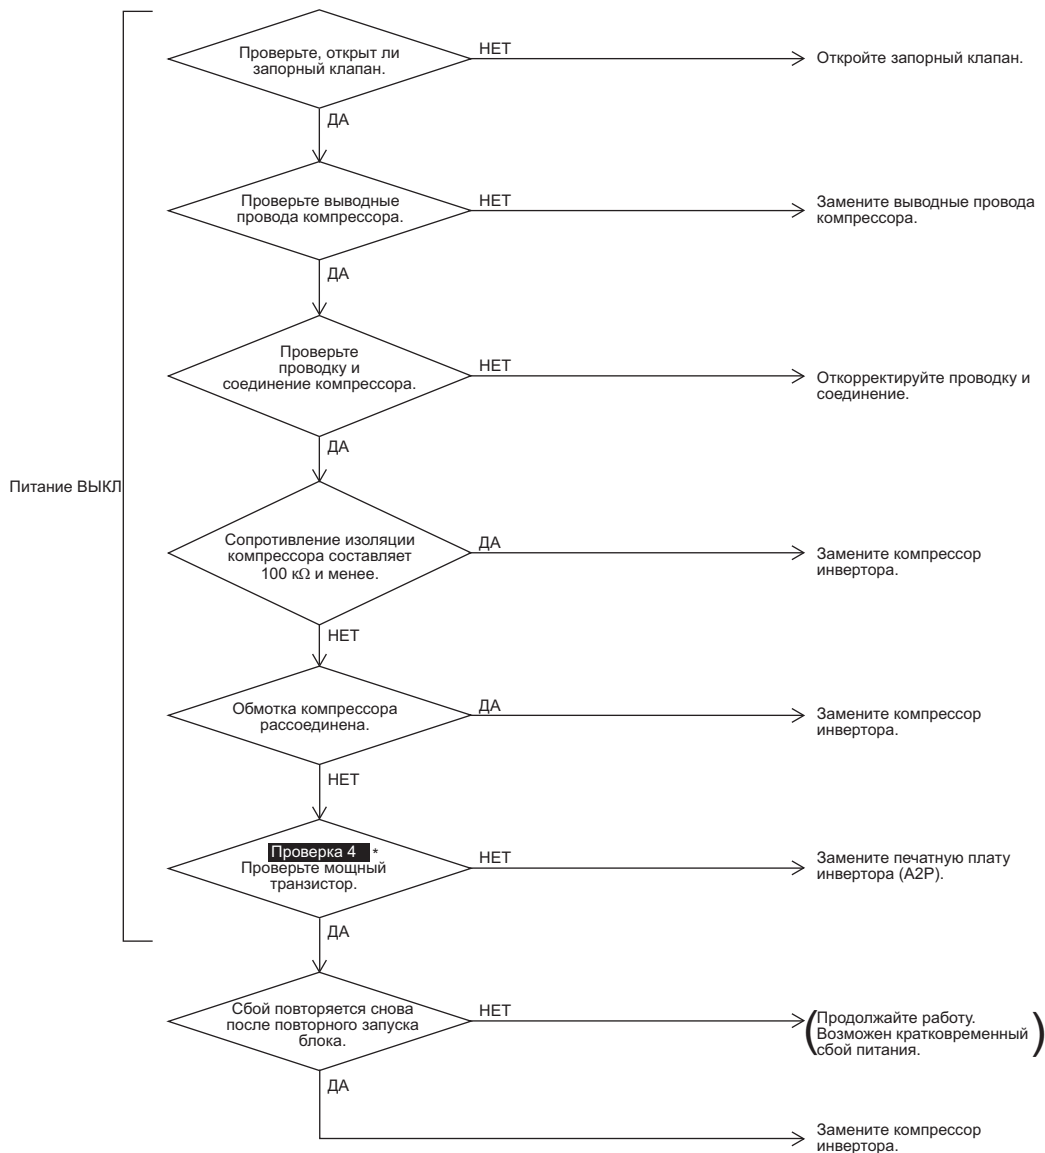 Проверьте, открыт ли
запорный клапан.
НЕТ
Откройте запорный клапан.
ДА
Проверьте выводные
провода компрессора.
НЕТ
Замените выводные провода
компрессора.
ДА
Проверьте
проводку и
соединение компрессора.
НЕТ
Откорректируйте проводку и
соединение.
ДА
Питание ВЫКЛ
Сопротивление изоляции
компрессора составляет
100 кΩ и менее.
ДА
Замените компрессор
инвертора.
НЕТ
Обмотка компрессора
рассоединена.
ДА
Замените компрессор
инвертора.
НЕТ
Проверка 4 *
Проверьте мощный
транзистор.
НЕТ
Замените печатную плату
инвертора (A2P).
ДА
Сбой повторяется снова
после повторного запуска
блока.
НЕТ
(Продолжайте работу.
Возможен кратковременный
сбой питания.)
ДА
Замените компрессор
инвертора.